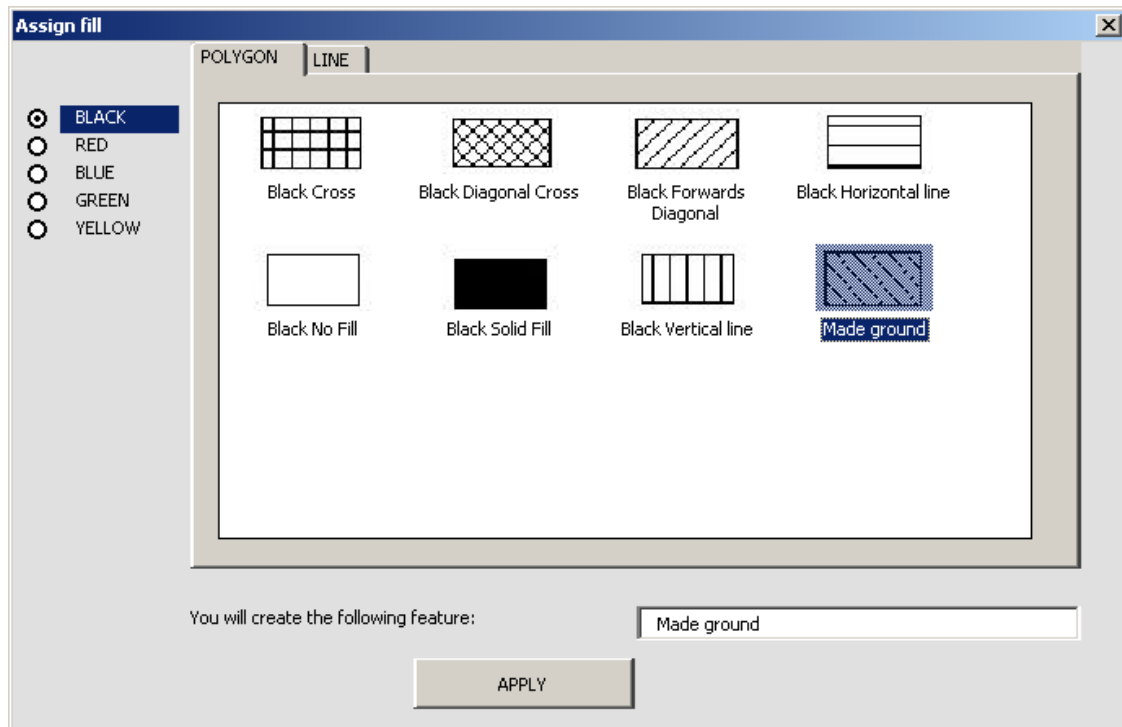 Assign fill
POLYGON
LINE
BLACK
RED
BLUE
GREEN
YELLOW
Black Cross
Black Diagonal Cross
Black Forwards
Diagonal
Black Horizontal line
Black No Fill
Black Solid Fill
Black Vertical line
Made ground
You will create the following feature:
Made ground
APPLY